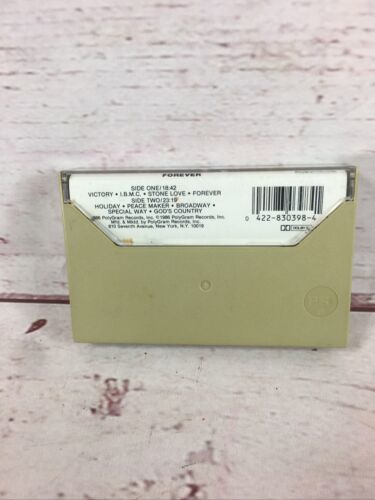 FOREVER
SIDE ONE/18:42
VICTORY • I.B.M.C. • STONE LOVE • FOREVER
SIDE TWO/23:19
HOLIDAY • PEACE MAKER • BROADWAY •
SPECIAL WAY • GOD'S COUNTRY
1986 PolyGram Records, Inc. ©1986 PolyGram Records, Inc.
Mfd. & Mktd. by PolyGram Records, Inc.
810 Seventh Avenue, New York, N.Y. 10019
0 422-830398-4
DOLBY